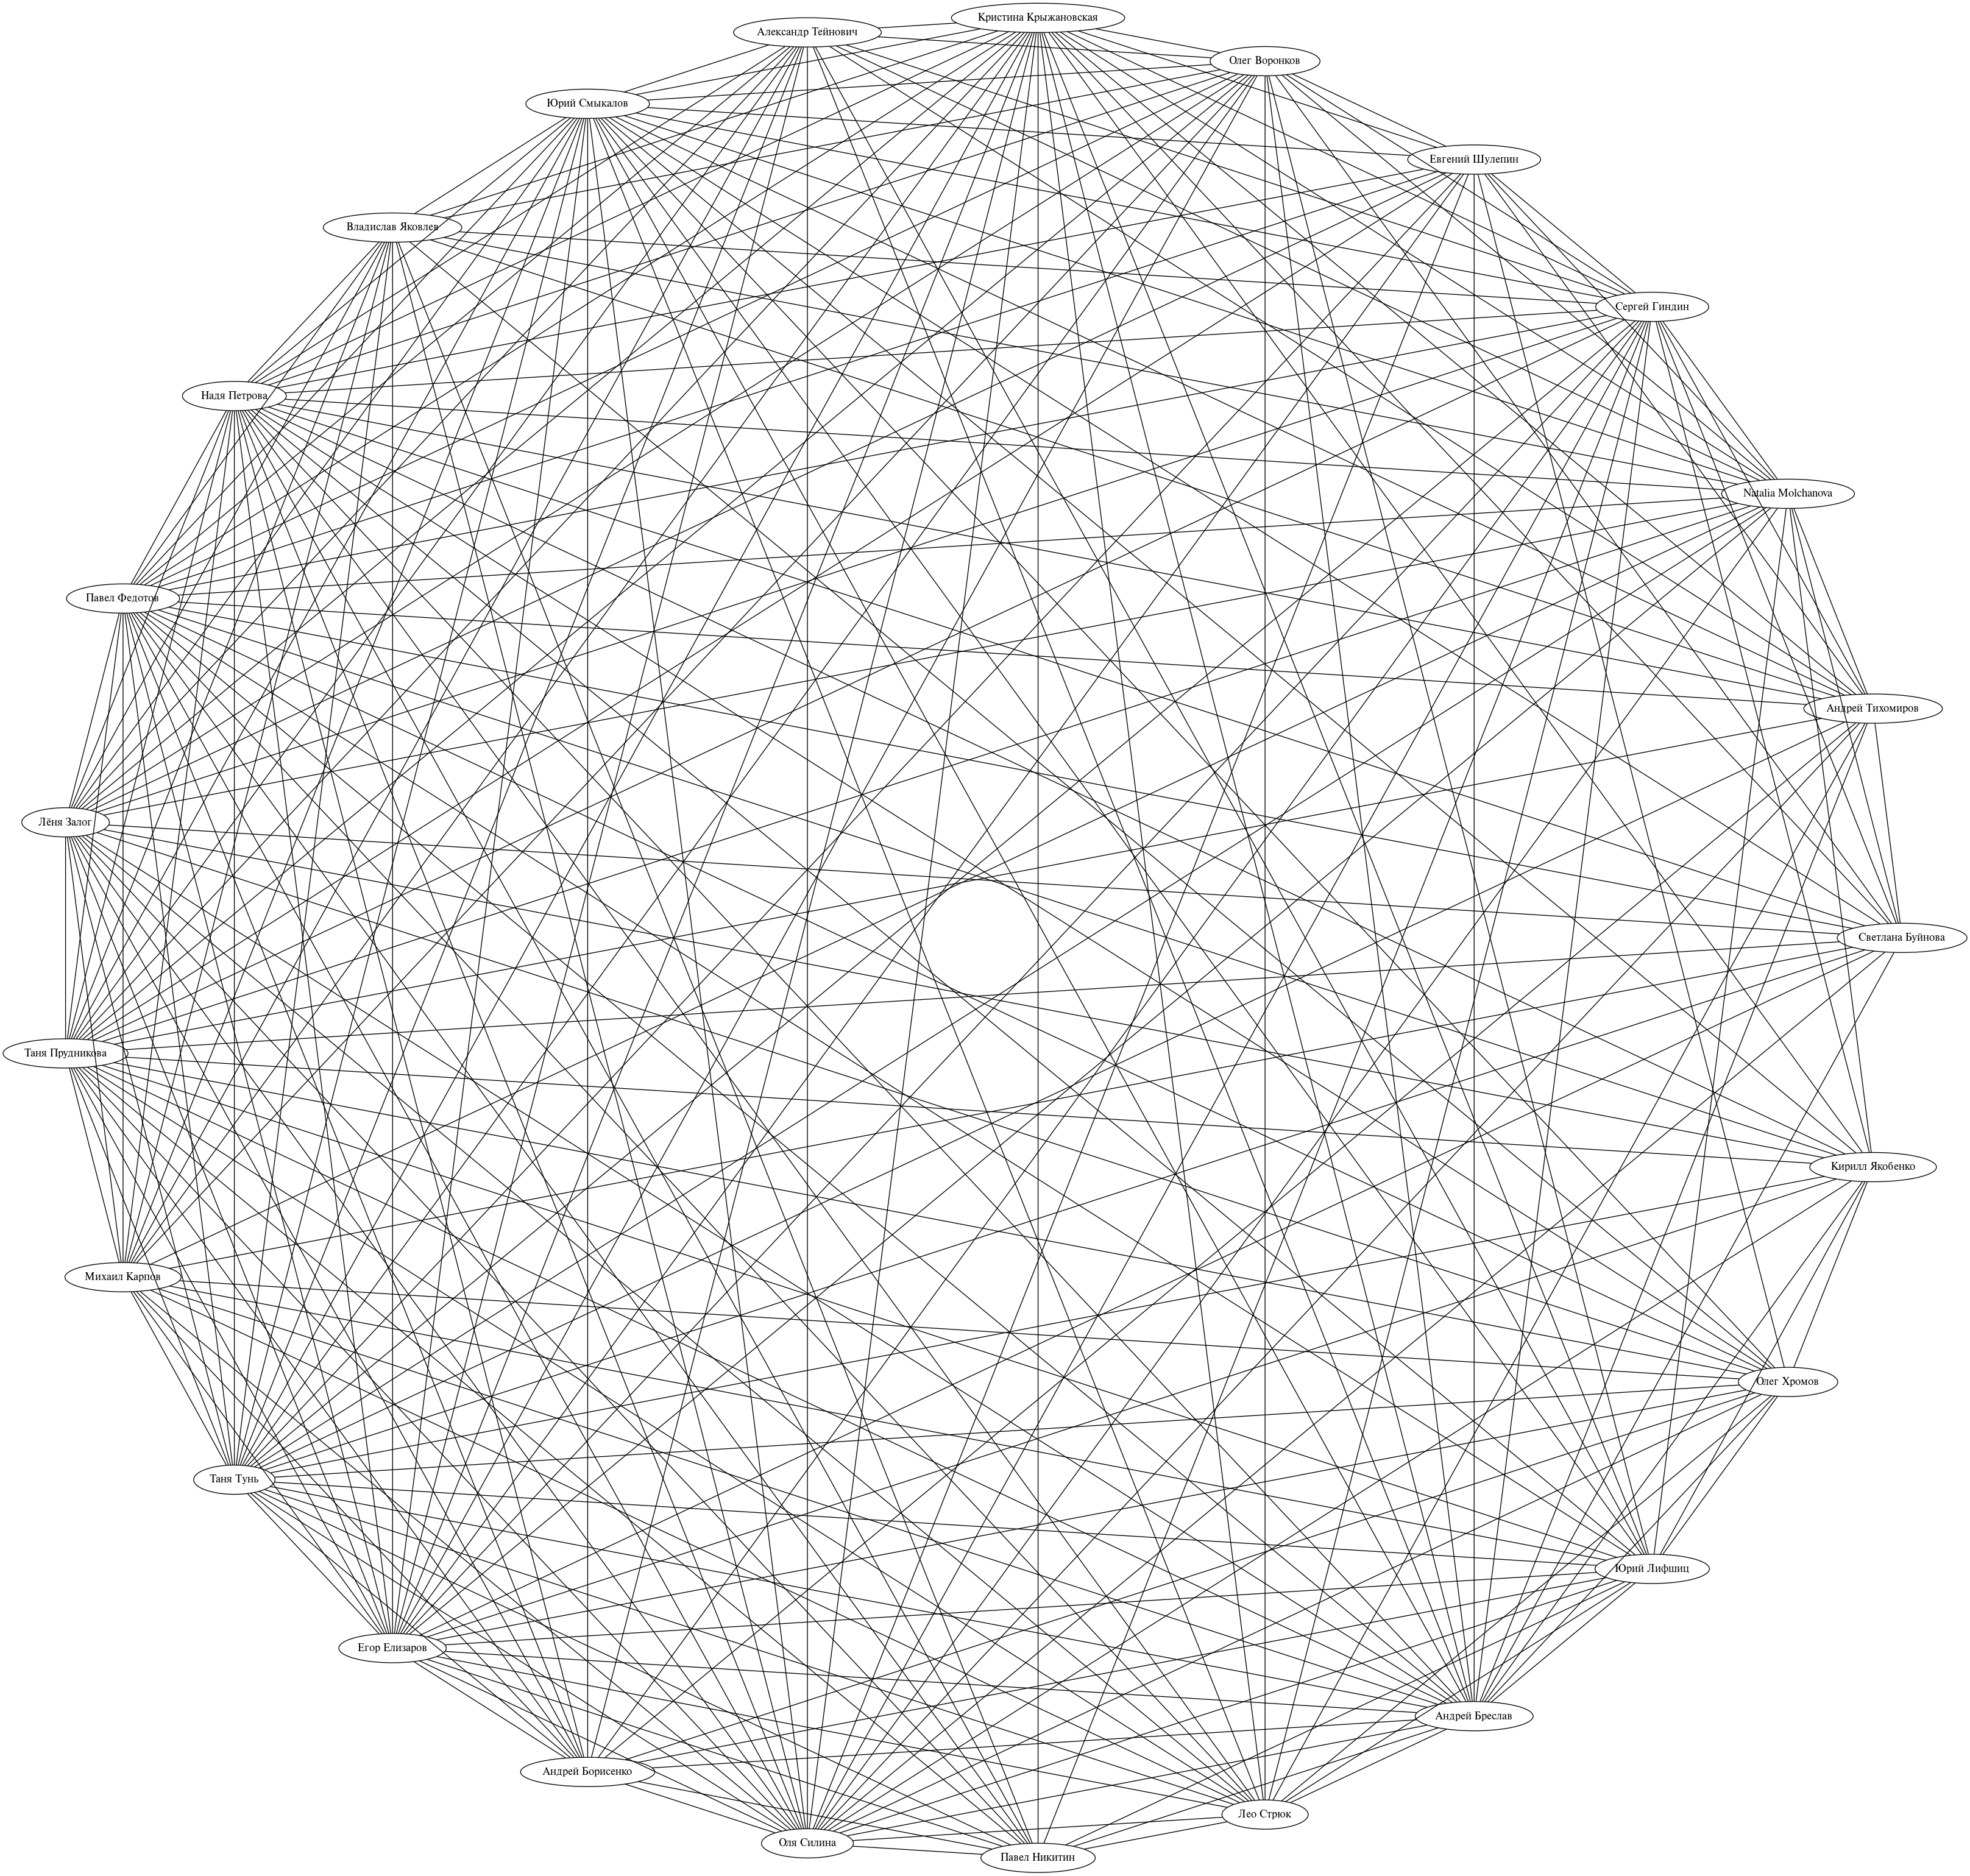 Кристина Крыжановская
Александр Тейнович
Олег Воронков
Юрий Смыкалов
Евгений Шулепин
Владислав Яковлев
Сергей Гиндин
Надя Петрова
Natalia Molchanova
Павел Федотов
Андрей Тихомиров
Лёня Залог
Светлана Буйнова
Таня Прудникова
Кирилл Якобенко
Михаил Карпов
Олег Хромов
Таня Тунь
Юрий Лифшиц
Егор Елизаров
Андрей Бреслав
Андрей Борисенко
Лео Стрюк
Оля Силина
Павел Никитин